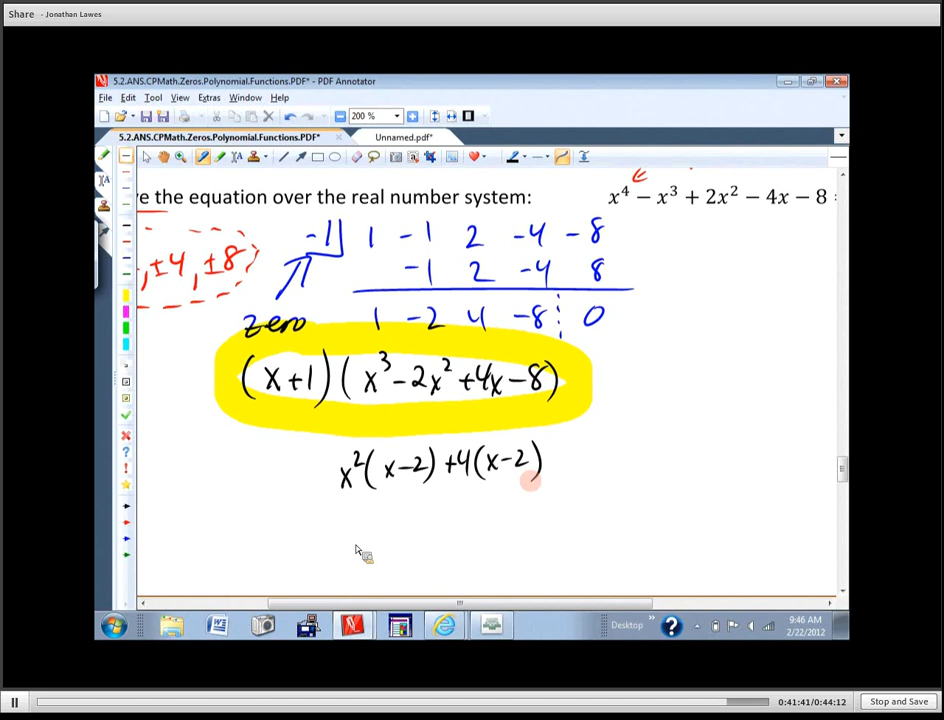 Share - Jonathan Lawes
5.2.ANS.CPMath.Zeros.Polynomial.Functions.PDF* - PDF Annotator
File Edit Tool View Extras Window Help
200 %
5.2.ANS.CPMath.Zeros.Polynomial.Functions.PDF* Unnamed.pdf*
ve the equation over the real number system: x⁴ − x³ + 2x² − 4x − 8 =
, ±4, ±8 -1 1 -1 2 -4 -8
-1 2 -4 8
zero 1 -2 4 -8 0
(x+1)(x³-2x²+4x-8)
x²(x-2)+4(x-2)
Desktop 9:46 AM
2/22/2012
0:41:41/0:44:12 Stop and Save